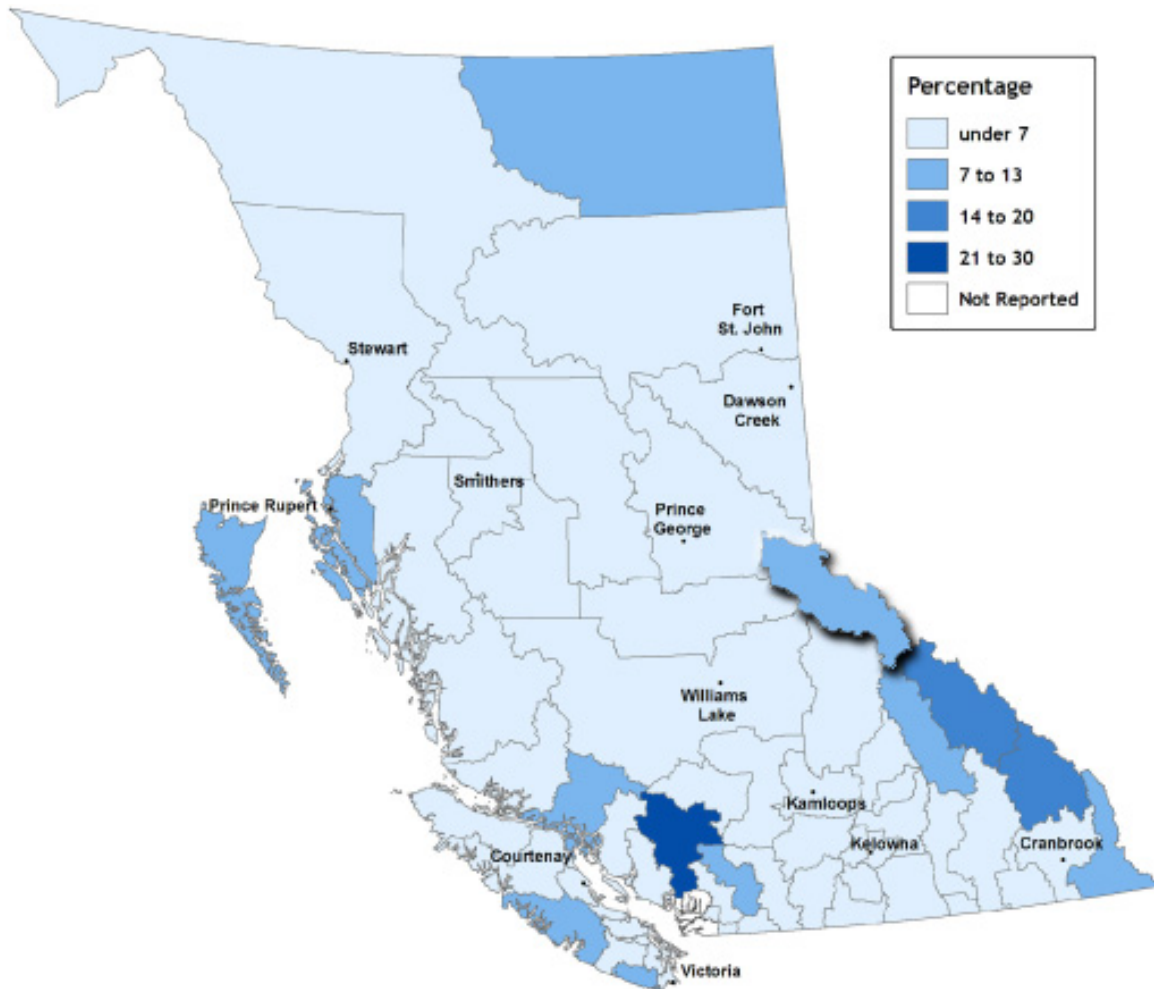 Percentage
under 7
7 to 13
14 to 20
21 to 30
Not Reported
Fort
St. John
Stewart
Dawson
Creek
Smithers
Prince Rupert
Prince
George
Williams
Lake
Kamloops
Kelowna
Cranbrook
Courtenay
Victoria